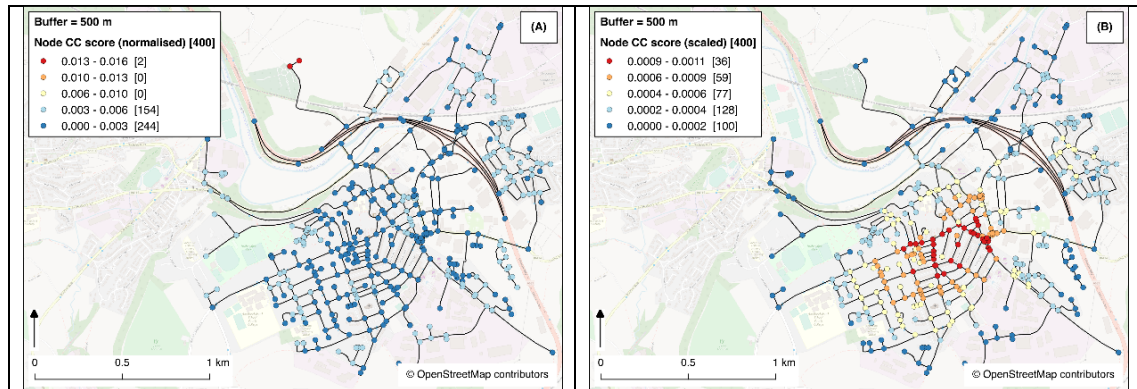 Buffer = 500 m
(A)
Node CC score (normalised) [400]
0.013 - 0.016 [2]
0.010 - 0.013 [0]
0.006 - 0.010 [0]
0.003 - 0.006 [154]
0.000 - 0.003 [244]
0 0.5 1 km
© OpenStreetMap contributors
Buffer = 500 m
(B)
Node CC score (scaled) [400]
0.0009 - 0.0011 [36]
0.0006 - 0.0009 [59]
0.0004 - 0.0006 [77]
0.0002 - 0.0004 [128]
0.0000 - 0.0002 [100]
0 0.5 1 km
© OpenStreetMap contributors